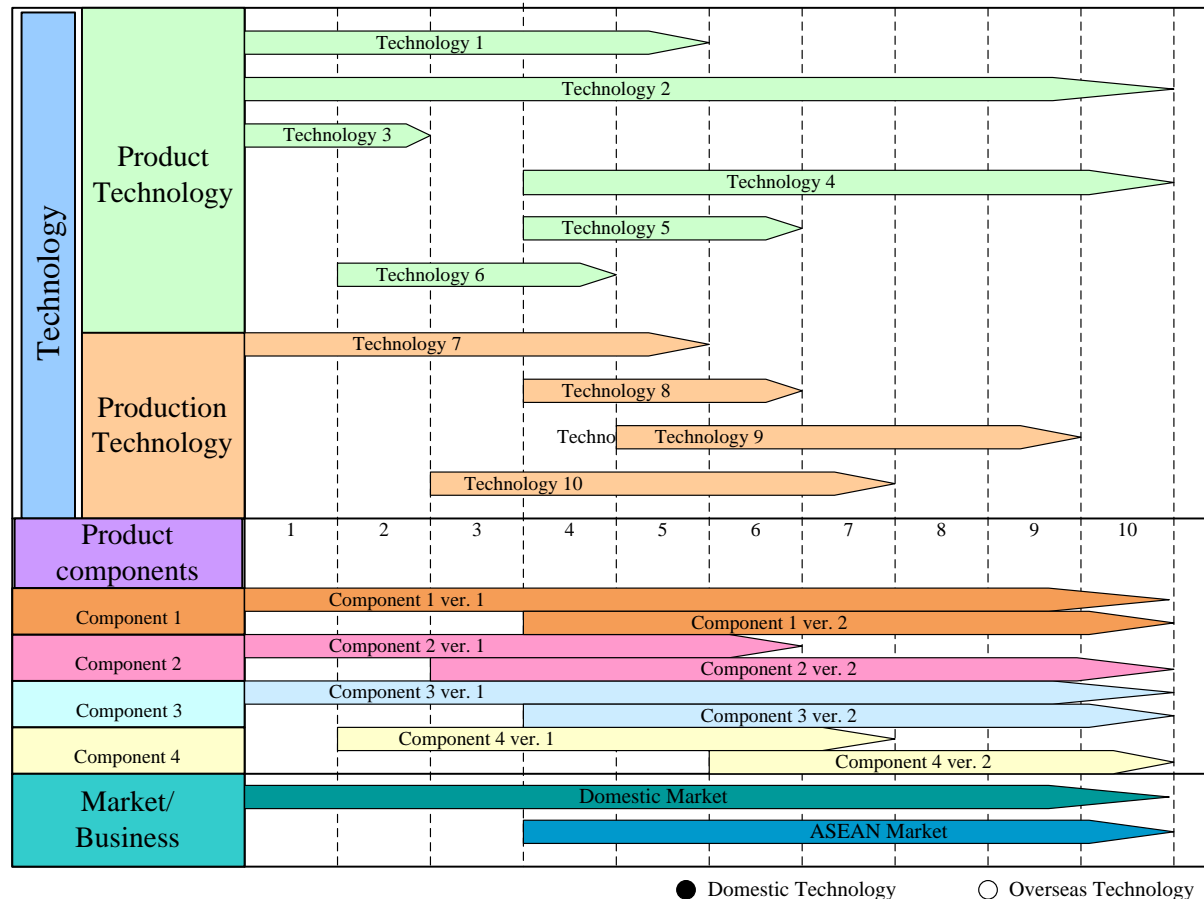 Technology
Product
Technology
Technology 1
Technology 2
Technology 3
Technology 4
Technology 5
Technology 6
Production
Technology
Technology 7
Technology 8
Techno
Technology 9
Technology 10
Product
components
1 2 3 4 5 6 7 8 9 10
Component 1
Component 1 ver. 1
Component 1 ver. 2
Component 2
Component 2 ver. 1
Component 2 ver. 2
Component 3
Component 3 ver. 1
Component 3 ver. 2
Component 4
Component 4 ver. 1
Component 4 ver. 2
Market/
Business
Domestic Market
ASEAN Market
Domestic Technology
Overseas Technology